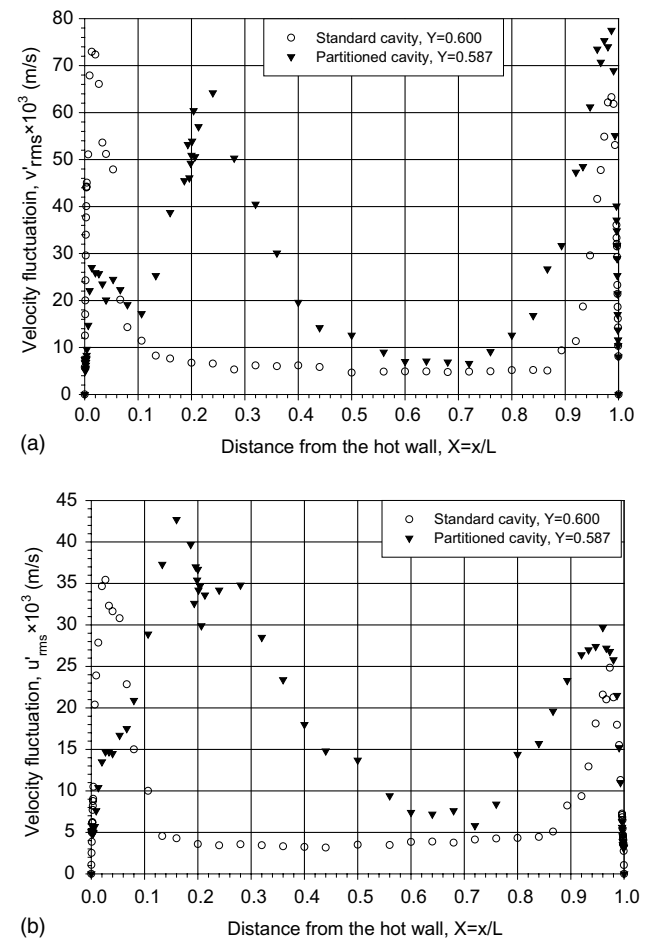 80
70
60
50
40
30
20
10
0
Velocity fluctuatioin, v'rms×10³ (m/s)
Standard cavity, Y=0.600
Partitioned cavity, Y=0.587
0.0 0.1 0.2 0.3 0.4 0.5 0.6 0.7 0.8 0.9 1.0
(a)
Distance from the hot wall, X=x/L
45
40
35
30
25
20
15
10
5
0
Velocity fluctuation, u'rms×10³ (m/s)
Standard cavity, Y=0.600
Partitioned cavity, Y=0.587
0.0 0.1 0.2 0.3 0.4 0.5 0.6 0.7 0.8 0.9 1.0
(b)
Distance from the hot wall, X=x/L